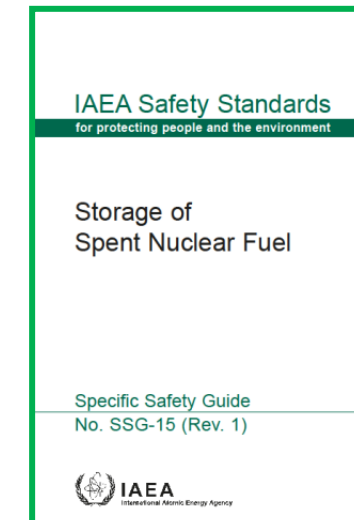 IAEA Safety Standards
for protecting people and the environment
Storage of
Spent Nuclear Fuel
Specific Safety Guide
No. SSG-15 (Rev. 1)
IAEA
International Atomic Energy Agency